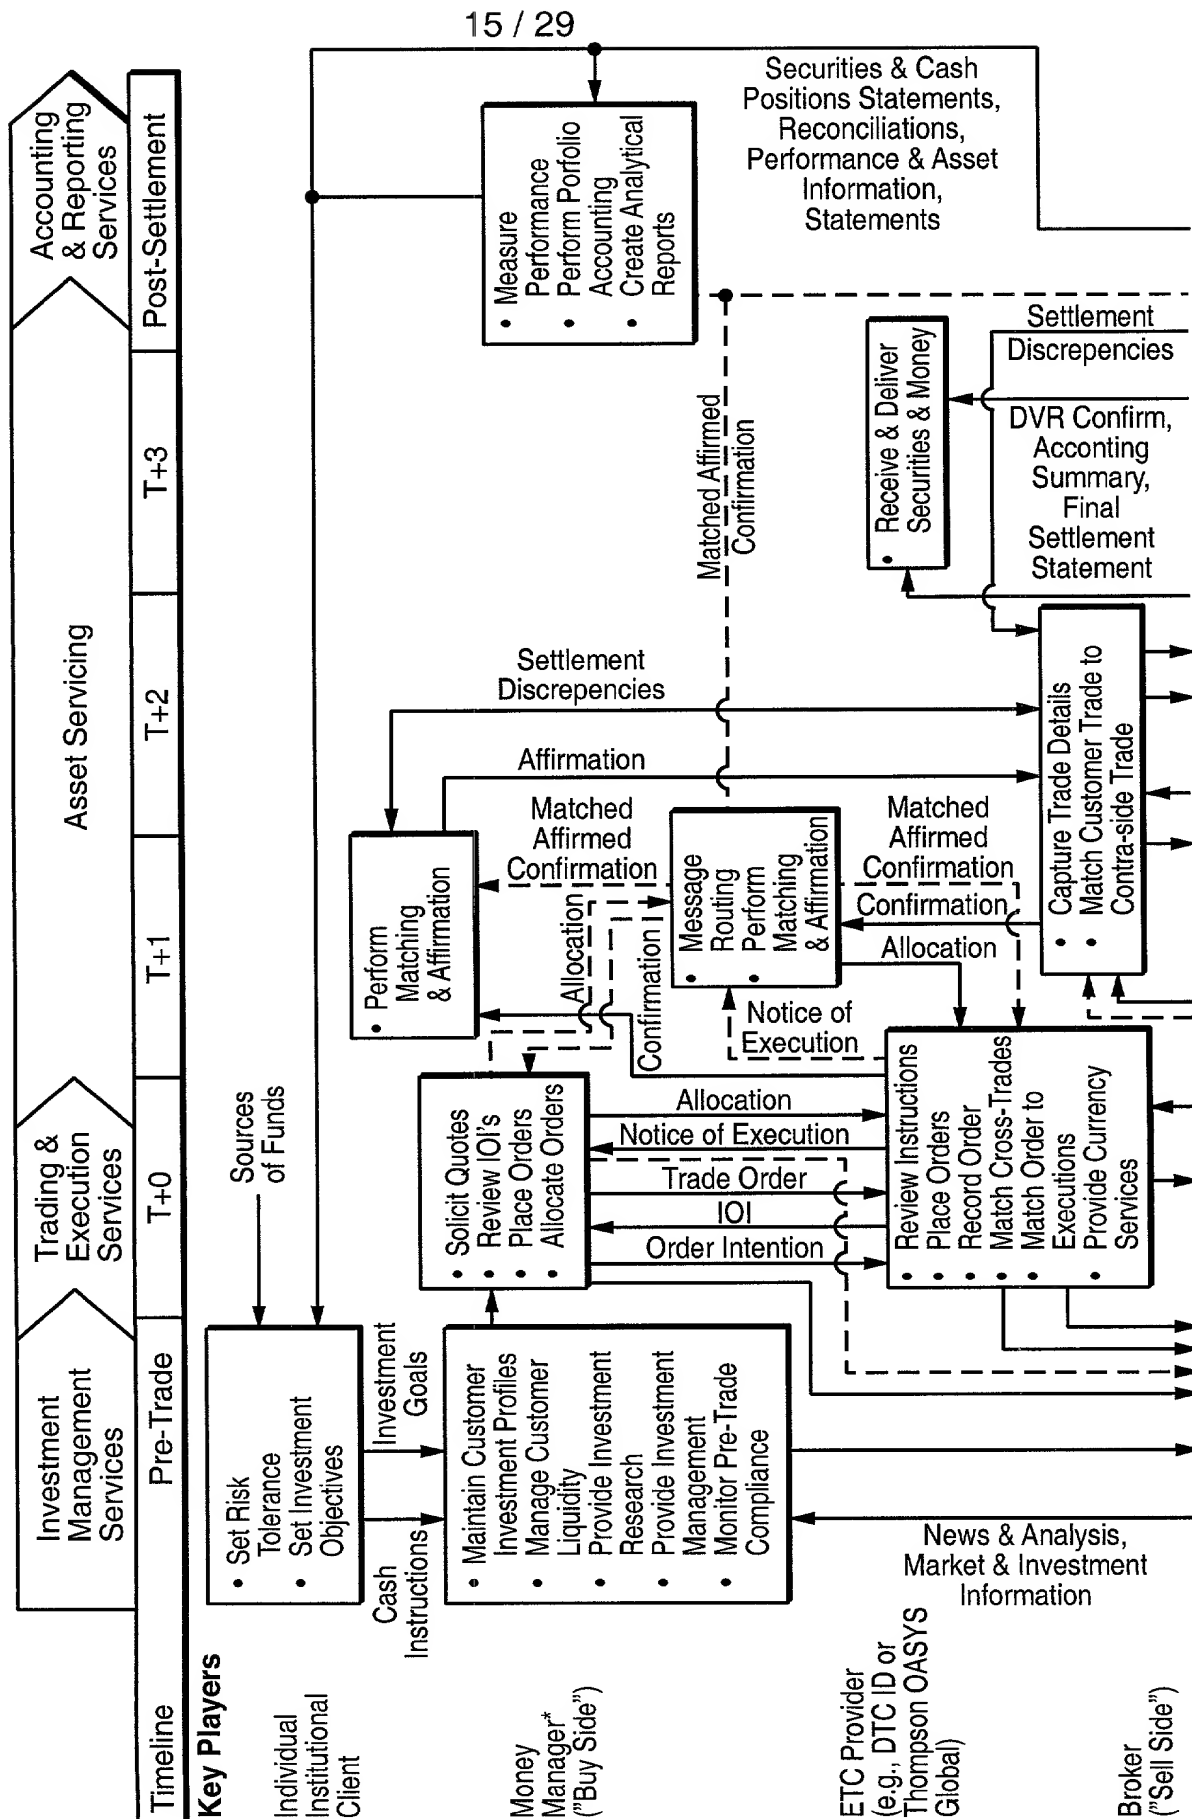 15 / 29
Investment
Management
Services
Trading &
Execution
Services
Asset Servicing
Accounting
& Reporting
Services
Timeline
Pre-Trade
T+0
T+1
T+2
T+3
Post-Settlement
Key Players
Individual
Institutional
Client
• Set Risk
Tolerance
• Set Investment
Objectives
Sources
of Funds
Cash
Instructions
Investment
Goals
Money
Manager*
("Buy Side")
• Maintain Customer
Investment Profiles
• Manage Customer
Liquidity
• Provide Investment
Research
• Provide Investment
Management
• Monitor Pre-Trade
Compliance
• Solicit Quotes
• Review IOI's
• Place Orders
• Allocate Orders
• Perform
Matching
& Affirmation
• Measure
Performance
• Perform Porfolio
Accounting
• Create Analytical
Reports
Securities & Cash
Positions Statements,
Reconciliations,
Performance & Asset
Information,
Statements
Settlement
Discrepencies
Affirmation
Matched
Affirmed
Confirmation
Allocation
Confirmation
Matched Affirmed
Confirmation
ETC Provider
(e.g., DTC ID or
Thompson OASYS
Global)
• Message
Routing
• Perform
Matching
& Affirmation
Matched
Affirmed
Confirmation
Confirmation
Allocation
Notice of
Execution
Allocation
Notice of Execution
Trade Order
IOI
Order Intention
News & Analysis,
Market & Investment
Information
Broker
("Sell Side")
• Review Instructions
• Place Orders
• Record Order
• Match Cross-Trades
• Match Order to
Executions
• Provide Currency
Services
• Capture Trade Details
• Match Customer Trade to
Contra-side Trade
• Receive & Deliver
Securities & Money
Settlement
Discrepencies
DVR Confirm,
Acconting
Summary,
Final
Settlement
Statement